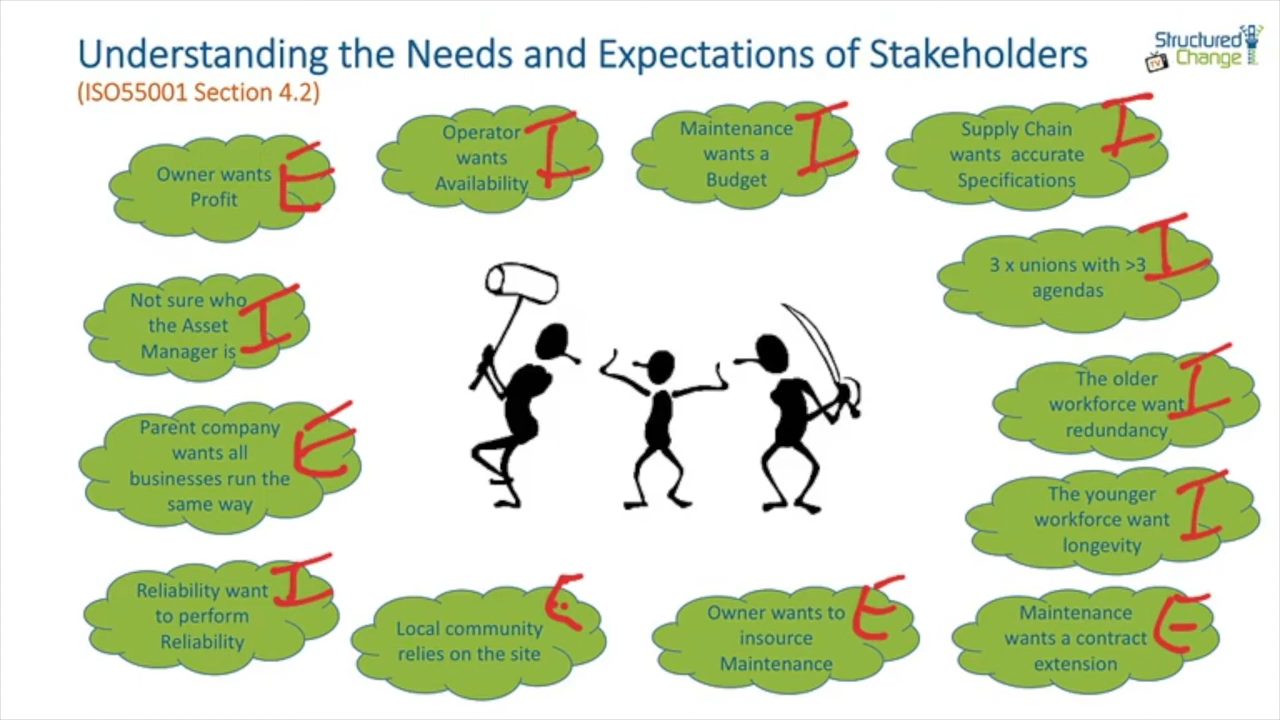 Understanding the Needs and Expectations of Stakeholders
(ISO55001 Section 4.2)
Structured
Change
TV
Owner wants
Profit
E
Operator
wants
Availability
I
Maintenance
wants a
Budget
I
Supply Chain
wants accurate
Specifications
I
Not sure who
the Asset
Manager is
I
3 x unions with >3
agendas
I
Parent company
wants all
businesses run the
same way
E
The older
workforce want
redundancy
I
The younger
workforce want
longevity
I
Reliability want
to perform
Reliability
I
Local community
relies on the site
E
Owner wants to
insource
Maintenance
E
Maintenance
wants a contract
extension
E